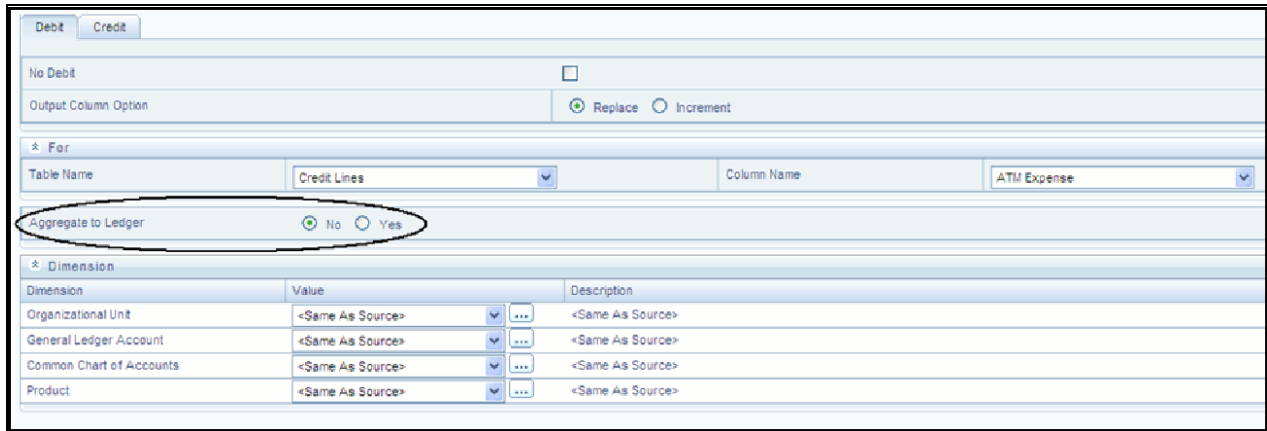 Debit Credit
No Debit
Output Column Option Replace Increment
For
Table Name Credit Lines Column Name ATM Expense
Aggregate to Ledger No Yes
Dimension
Dimension Value Description
Organizational Unit <Same As Source> ... <Same As Source>
General Ledger Account <Same As Source> ... <Same As Source>
Common Chart of Accounts <Same As Source> ... <Same As Source>
Product <Same As Source> ... <Same As Source>